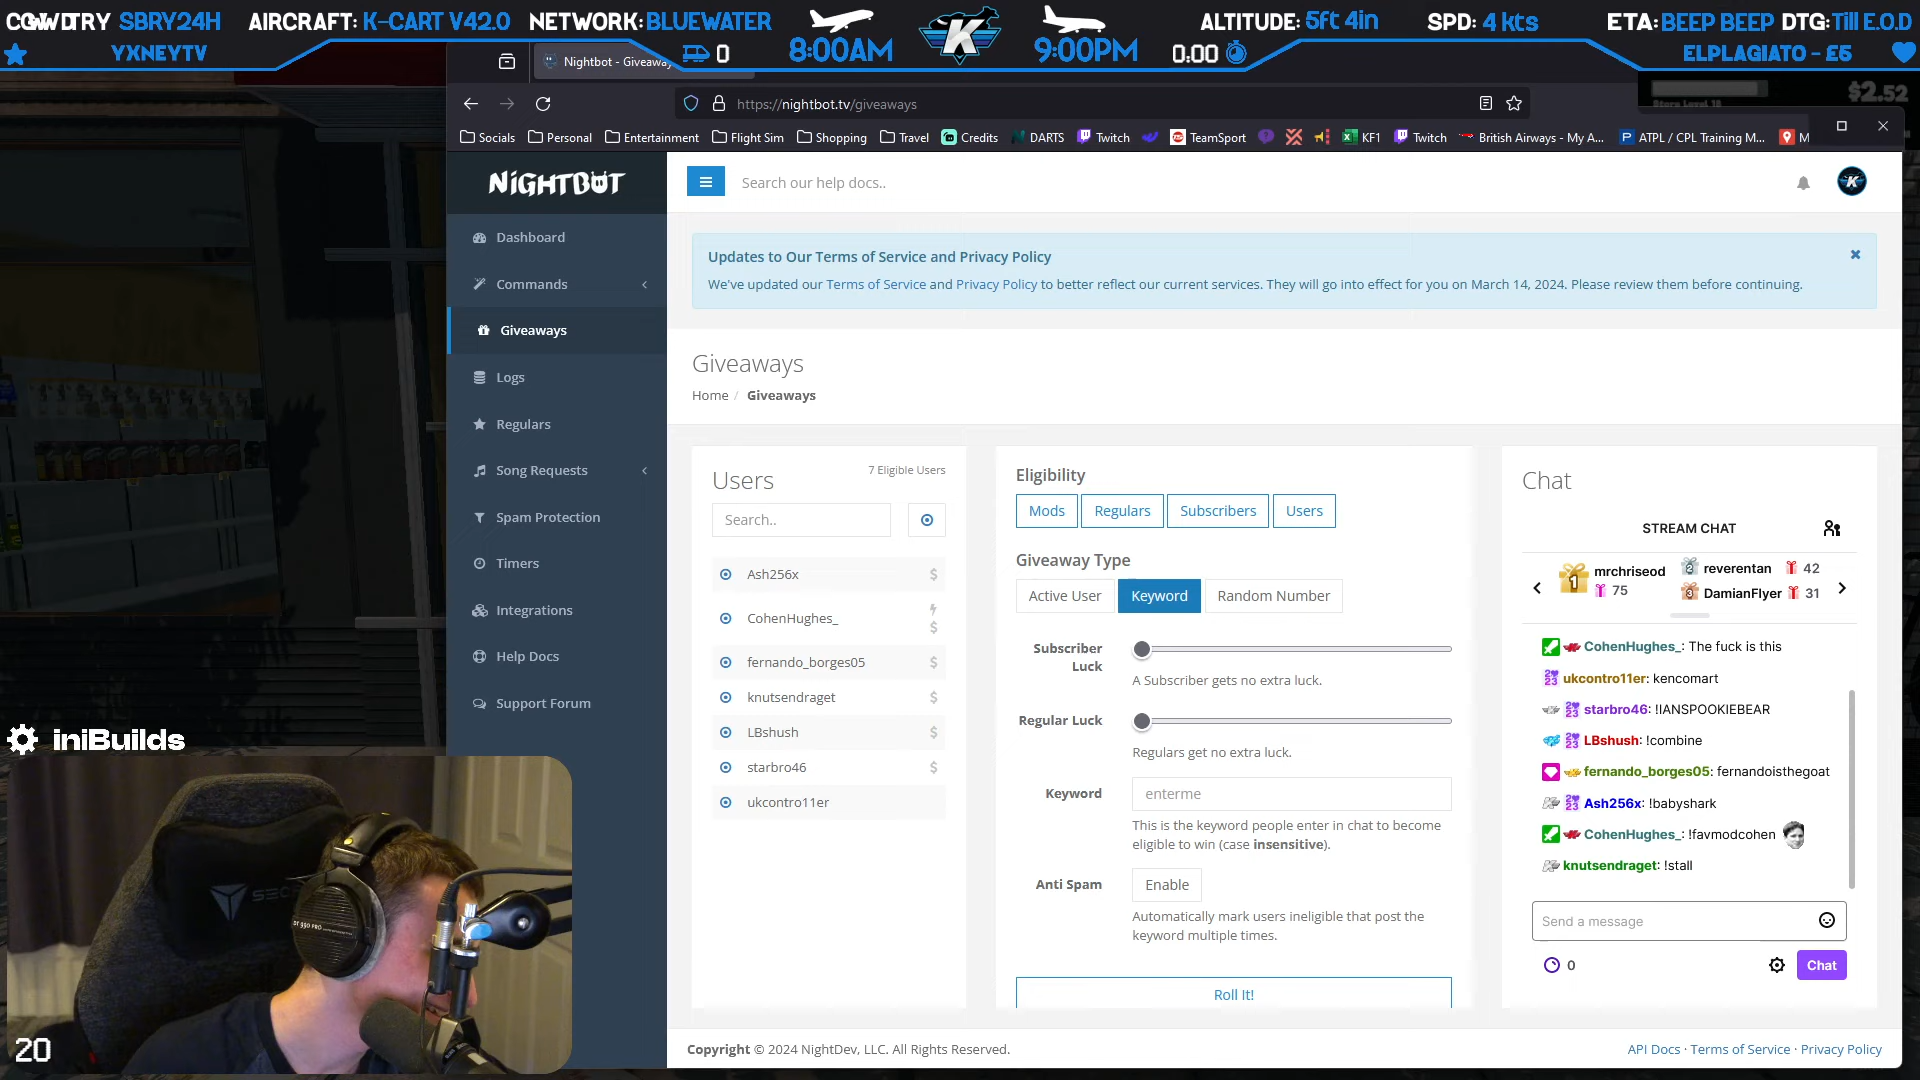 SBRY24H
AIRCRAFT: K-CART V42.0
NETWORK: BLUEWATER
ALTITUDE: 5ft 4in
SPD: 4 kts
ETA: BEEP BEEP DTG: Till E.O.D
YXNEYTV
0
8:00AM
K
9:00PM
0:00
ELPLAGIATO - £6
Nightbot - Giveaway
$2.52
https://nightbot.tv/giveaways
Socials
Personal
Entertainment
Flight Sim
Shopping
Travel
Credits
DARTS
Twitch
TeamSport
KF1
Twitch
British Airways - My A...
ATPL / CPL Training M...
M
NIGHTBOT
Search our help docs..
Dashboard
Commands
Giveaways
Logs
Regulars
Song Requests
Spam Protection
Timers
Integrations
Help Docs
Support Forum
Updates to Our Terms of Service and Privacy Policy
We've updated our Terms of Service and Privacy Policy to better reflect our current services. They will go into effect for you on March 14, 2024. Please review them before continuing.
Giveaways
Home / Giveaways
Users
7 Eligible Users
Search..
Ash256x $
CohenHughes_ $
fernando_borges05 $
knutsendraget $
LBshush $
starbro46 $
ukcontro11er
Eligibility
Mods
Regulars
Subscribers
Users
Giveaway Type
Active User
Keyword
Random Number
Subscriber
Luck
A Subscriber gets no extra luck.
Regular Luck
Regulars get no extra luck.
Keyword
enterme
This is the keyword people enter in chat to become
eligible to win (case insensitive).
Anti Spam
Enable
Automatically mark users ineligible that post the
keyword multiple times.
Roll It!
Chat
STREAM CHAT
1 mrchriseod
75
2 reverentan 42
3 DamianFlyer 31
CohenHughes_: The fuck is this
ukcontro11er: kencomart
starbro46: !IANSPOOKIEBEAR
LBshush: !combine
fernando_borges05: fernandoisthegoat
Ash256x: !babyshark
CohenHughes_: !favmodcohen
knutsendraget: !stall
Send a message
0
Chat
iniBuilds
DT 990 PRO
20
Copyright © 2024 NightDev, LLC. All Rights Reserved.
API Docs · Terms of Service · Privacy Policy